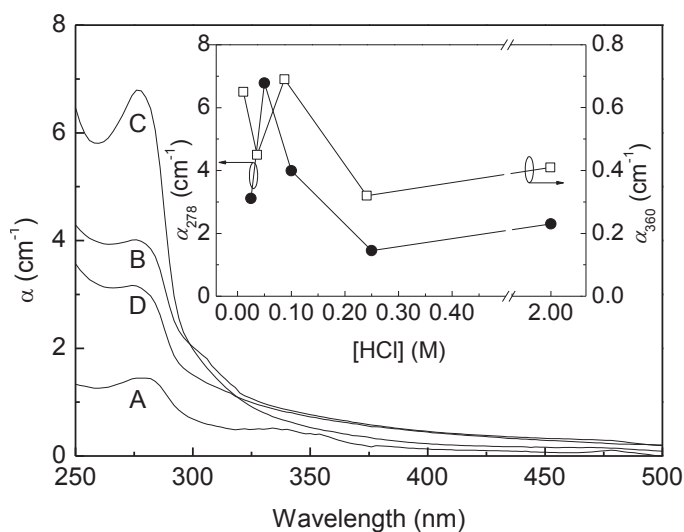 8
6
4
2
0
α (cm⁻¹)
250 300 350 400 450 500
Wavelength (nm)
C
B
D
A
8
6
4
2
0
α₂₇₈ (cm⁻¹)
0.8
0.6
0.4
0.2
0.0
α₃₆₀ (cm⁻¹)
0.00 0.10 0.20 0.30 0.40 2.00
[HCl] (M)